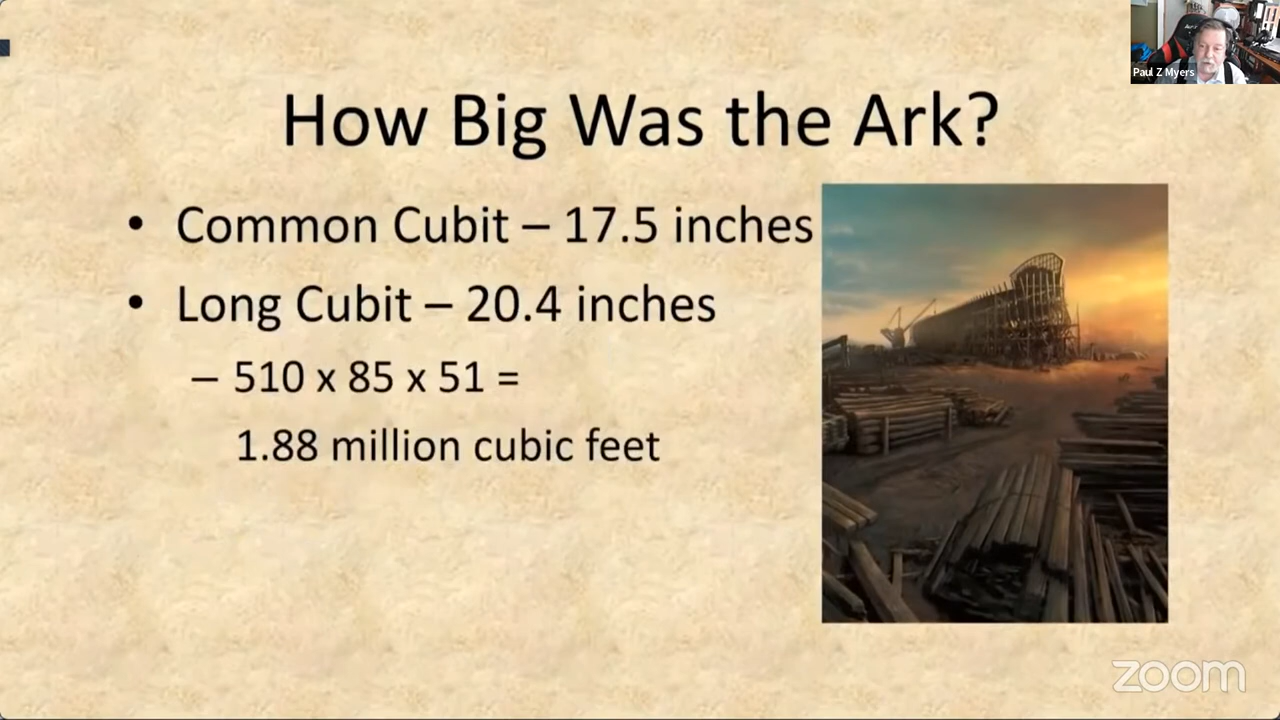 Paul Z Myers
How Big Was the Ark?
• Common Cubit – 17.5 inches
• Long Cubit – 20.4 inches
– 510 x 85 x 51 =
1.88 million cubic feet
zoom